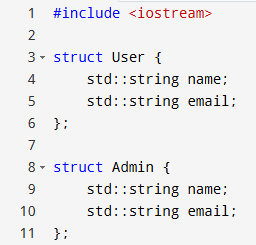 1 #include <iostream>
2
3 struct User {
4     std::string name;
5     std::string email;
6 };
7
8 struct Admin {
9     std::string name;
10     std::string email;
11 };